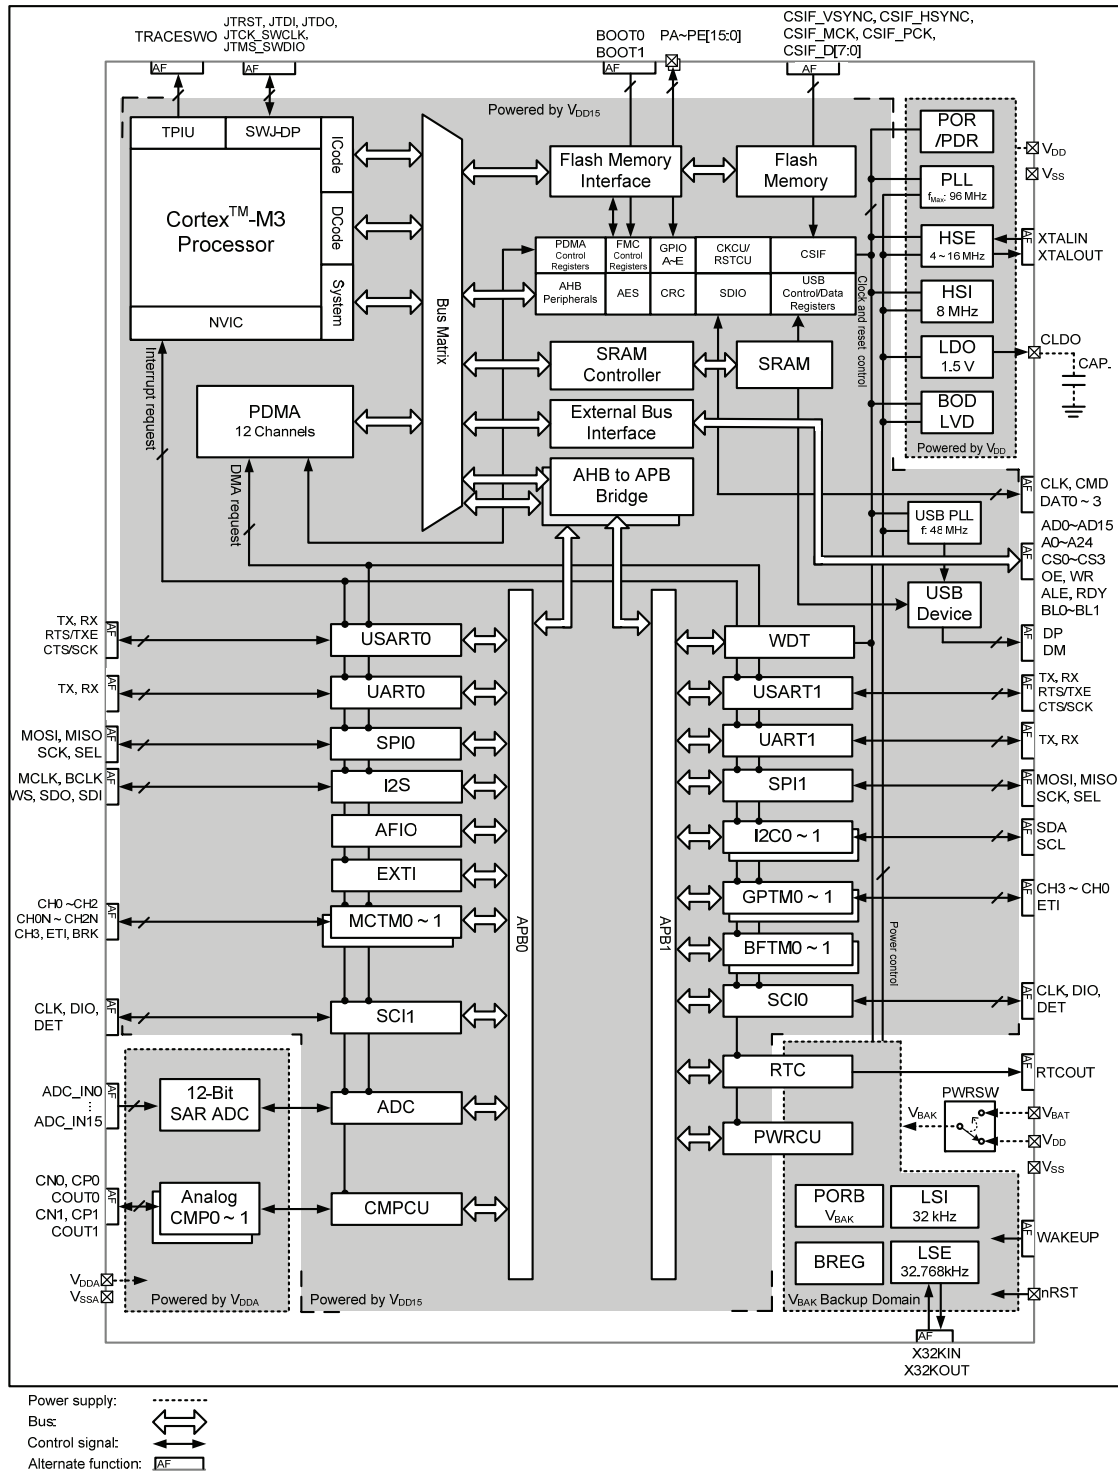 TRACESWO
JTRST, JTDI, JTDO,
JTCK_SWCLK,
JTMS_SWDIO
BOOT0
BOOT1
PA~PE[15:0]
CSIF_VSYNC, CSIF_HSYNC,
CSIF_MCK, CSIF_PCK,
CSIF_D[7:0]
AF
AF
AF
AF
Powered by VDD15
TPIU
SWJ-DP
ICode
DCode
System
Cortex™-M3
Processor
NVIC
Interrupt request
PDMA
12 Channels
DMA request
Bus Matrix
Flash Memory
Interface
Flash
Memory
PDMA
Control
Registers
FMC
Control
Registers
GPIO
A~E
CKCU/
RSTCU
CSIF
AHB
Peripherals
AES
CRC
SDIO
USB
Control/Data
Registers
SRAM
Controller
SRAM
External Bus
Interface
AHB to APB
Bridge
Clock and reset control
POR
/PDR
PLL
fMax: 96 MHz
HSE
4 ~ 16 MHz
HSI
8 MHz
LDO
1.5 V
BOD
LVD
Powered by VDD
VDD
VSS
AF
XTALIN
XTALOUT
CLDO
CAP.
AF
CLK, CMD
DAT0 ~ 3
USB PLL
f: 48 MHz
USB
Device
AF
AD0~AD15
A0~A24
CS0~CS3
OE, WR
ALE, RDY
BL0~BL1
AF
DP
DM
TX, RX
RTS/TXE
CTS/SCK
AF
USART0
TX, RX
AF
UART0
MOSI, MISO
SCK, SEL
AF
SPI0
MCLK, BCLK
WS, SDO, SDI
AF
I2S
AFIO
EXTI
CH0 ~CH2
CH0N ~ CH2N
CH3, ETI, BRK
AF
MCTM0 ~ 1
CLK, DIO,
DET
AF
SCI1
ADC_IN0
...
ADC_IN15
AF
12-Bit
SAR ADC
ADC
CN0, CP0
COUT0
CN1, CP1
COUT1
AF
Analog
CMP0 ~ 1
CMPCU
VDDA
VSSA
Powered by VDDA
Powered by VDD15
APB0
APB1
WDT
USART1
AF
TX, RX
RTS/TXE
CTS/SCK
UART1
AF
TX, RX
SPI1
AF
MOSI, MISO
SCK, SEL
I2C0 ~ 1
AF
SDA
SCL
GPTM0 ~ 1
AF
CH3 ~ CH0
ETI
BFTM0 ~ 1
Power control
SCI0
AF
CLK, DIO,
DET
RTC
AF
RTCOUT
PWRCU
PWRSW
VBAK
VBAT
VDD
VSS
PORB
VBAK
LSI
32 kHz
BREG
LSE
32.768kHz
AF
WAKEUP
nRST
VBAK Backup Domain
AF
X32KIN
X32KOUT
Power supply:
Bus:
Control signal:
Alternate function:
AF